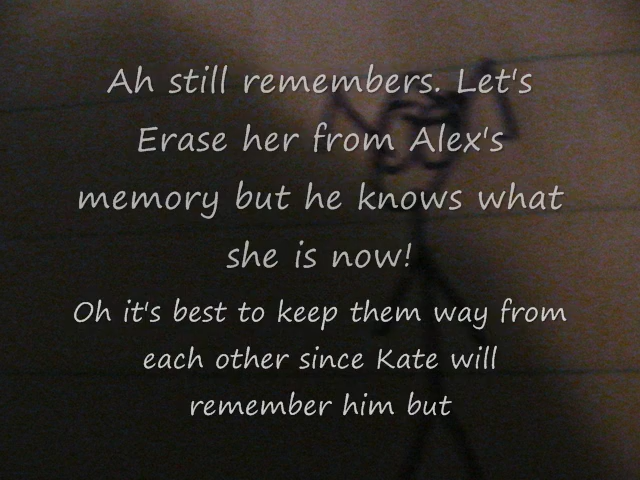 Ah still remembers. Let's
Erase her from Alex's
memory but he knows what
she is now!
Oh it's best to keep them way from
each other since Kate will
remember him but